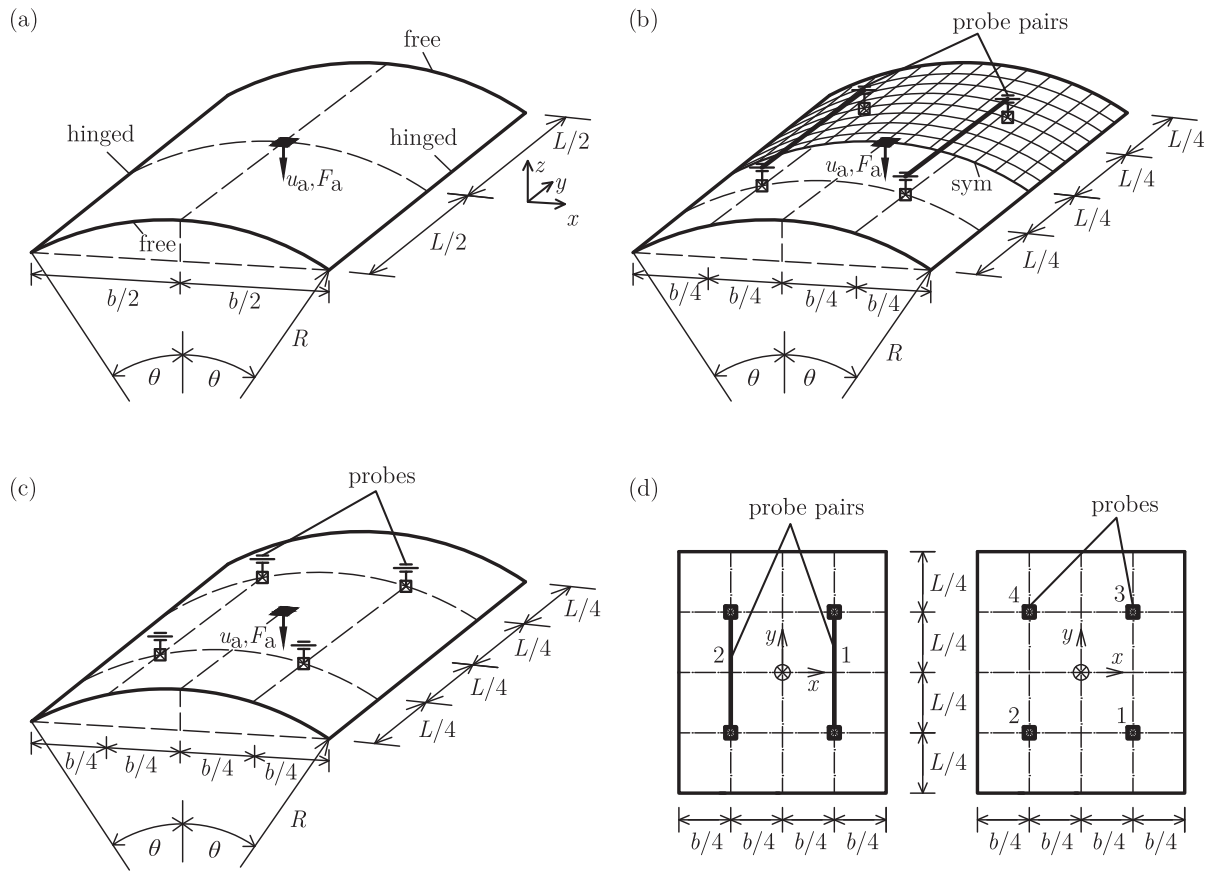 (a)
free
hinged
hinged
u_a, F_a
z
y
x
L/2
L/2
free
b/2
b/2
R
θ
θ
(b)
probe pairs
u_a, F_a
sym
L/4
L/4
L/4
L/4
b/4
b/4
b/4
b/4
R
θ
θ
(c)
probes
u_a, F_a
L/4
L/4
L/4
L/4
b/4
b/4
b/4
b/4
R
θ
θ
(d)
probe pairs
2
1
y
x
L/4
L/4
L/4
L/4
b/4
b/4
b/4
b/4
probes
4
3
y
x
2
1
b/4
b/4
b/4
b/4